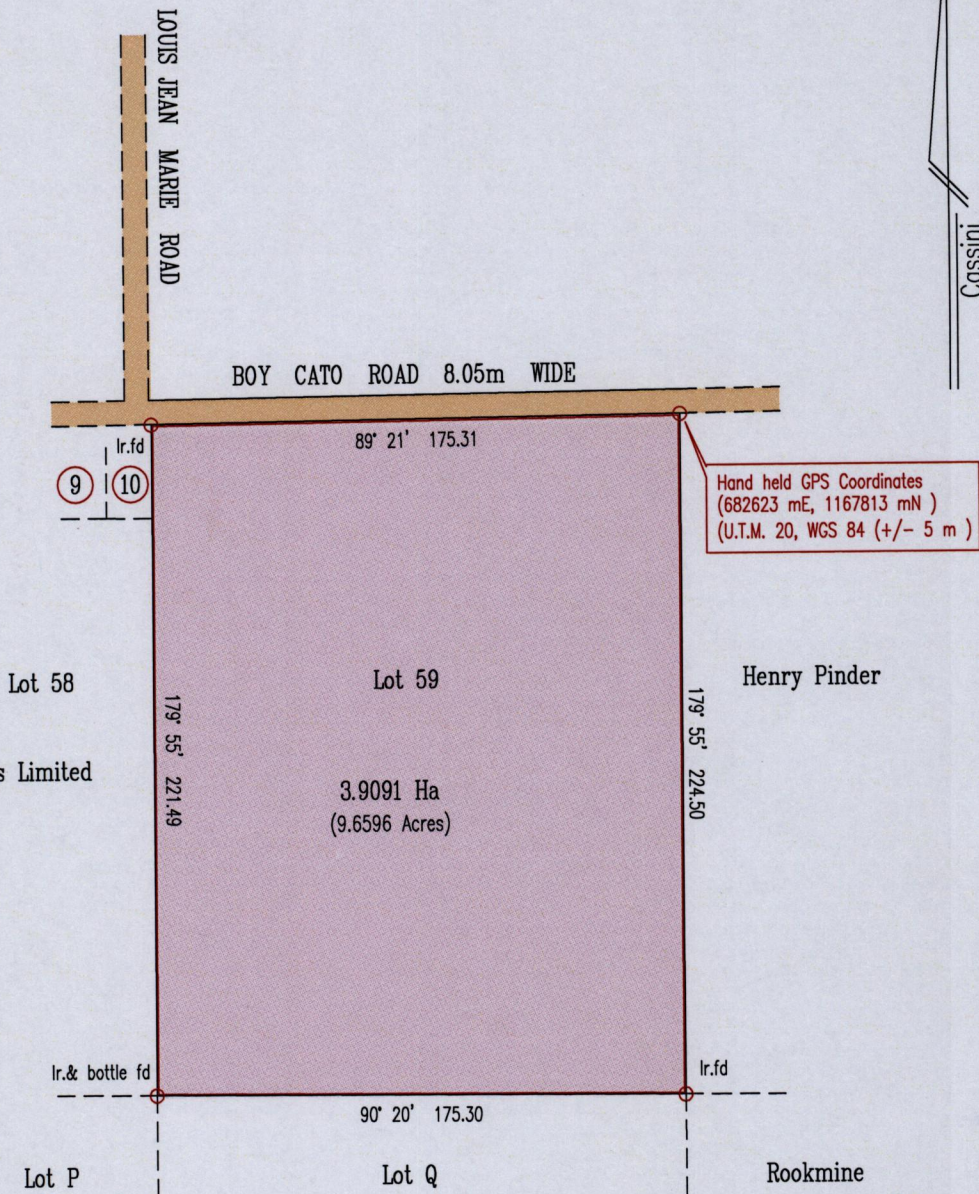 LOUIS JEAN MARIE ROAD
Cassini
BOY CATO ROAD 8.05m WIDE
Ir.fd
89° 21' 175.31
9
10
Hand held GPS Coordinates
(682623 mE, 1167813 mN )
(U.T.M. 20, WGS 84 (+/- 5 m )
Lot 58
Lot 59
Henry Pinder
179° 55' 221.49
179° 55' 224.50
s Limited
3.9091 Ha
(9.6596 Acres)
Ir.& bottle fd
Ir.fd
90° 20' 175.30
Lot P
Lot Q
Rookmine